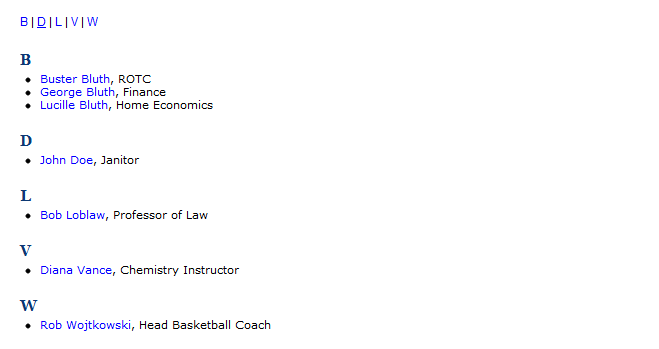 B | D | L | V | W
B
Buster Bluth, ROTC
George Bluth, Finance
Lucille Bluth, Home Economics
D
John Doe, Janitor
L
Bob Loblaw, Professor of Law
V
Diana Vance, Chemistry Instructor
W
Rob Wojtkowski, Head Basketball Coach